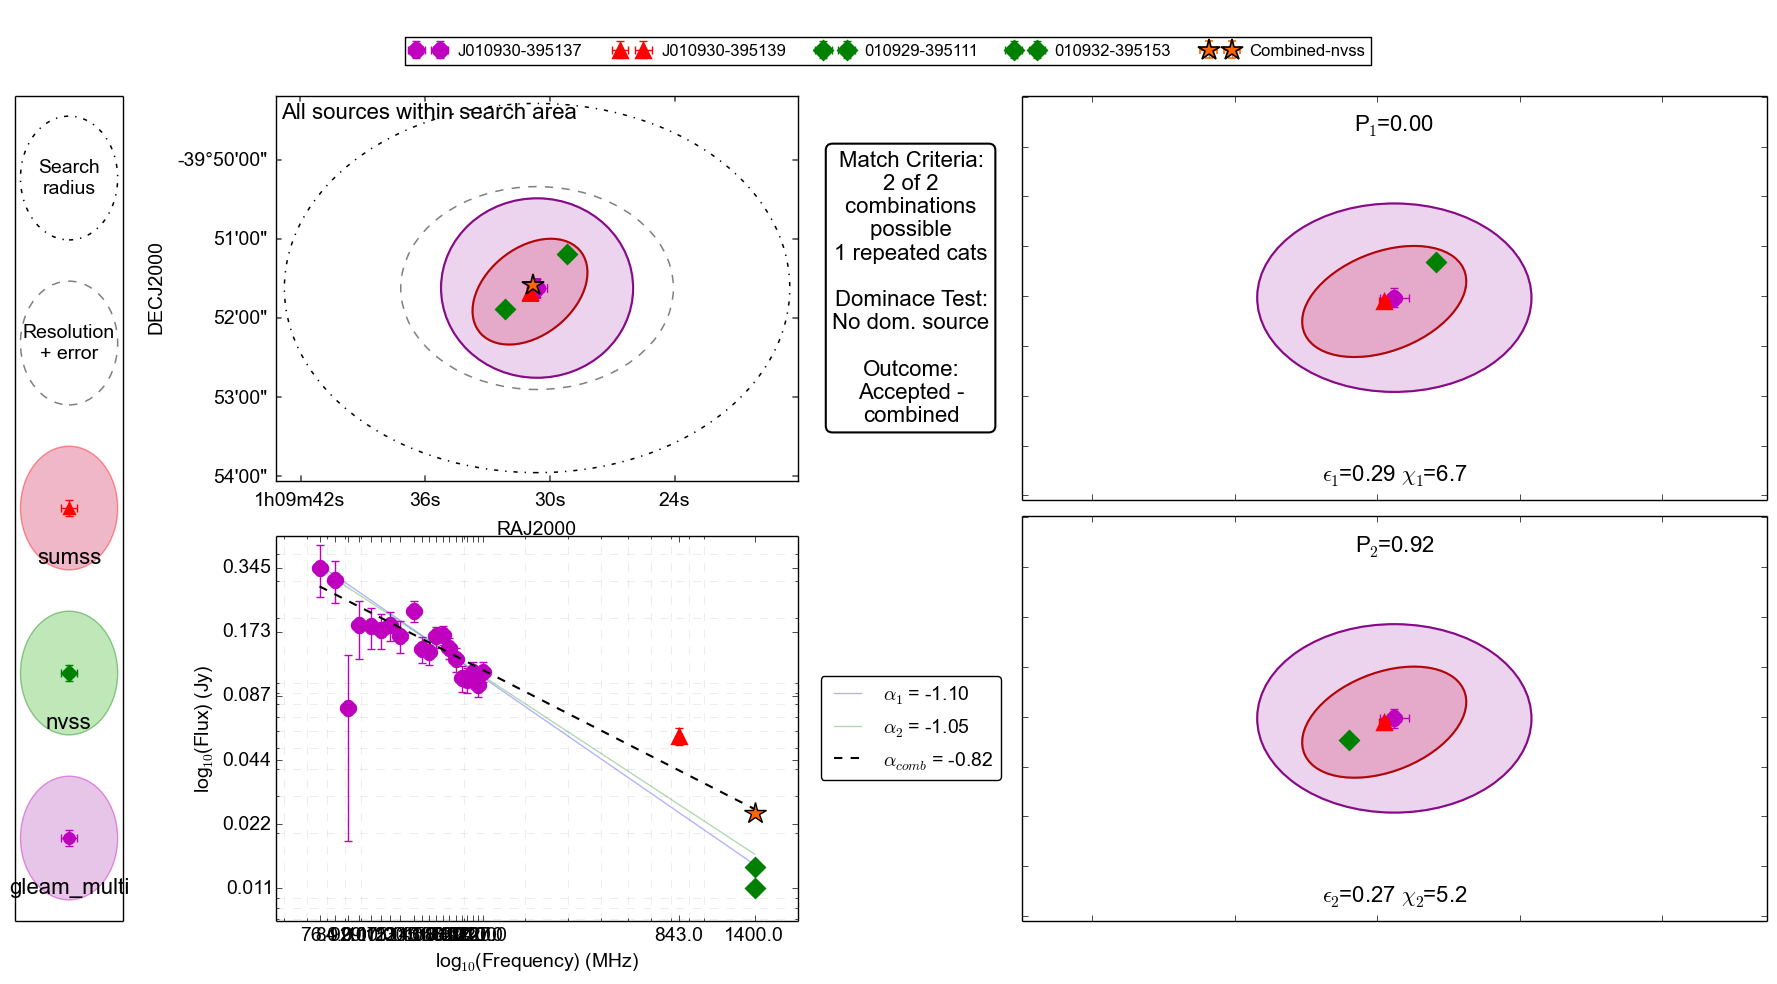 J010930-395137 J010930-395139 010929-395111 010932-395153 Combined-nvss
Search
radius
Resolution
+ error
sumss
nvss
gleam_multi
All sources within search area
DECJ2000
-39°50'00"
51'00"
52'00"
53'00"
54'00"
1h09m42s 36s 30s 24s
RAJ2000
Match Criteria:
2 of 2
combinations
possible
1 repeated cats
Dominace Test:
No dom. source
Outcome:
Accepted -
combined
P1=0.00
ϵ1=0.29 χ1=6.7
log10(Flux) (Jy)
0.345
0.173
0.087
0.044
0.022
0.011
843.0 1400.0
log10(Frequency) (MHz)
α1 = -1.10
α2 = -1.05
αcomb = -0.82
P2=0.92
ϵ2=0.27 χ2=5.2